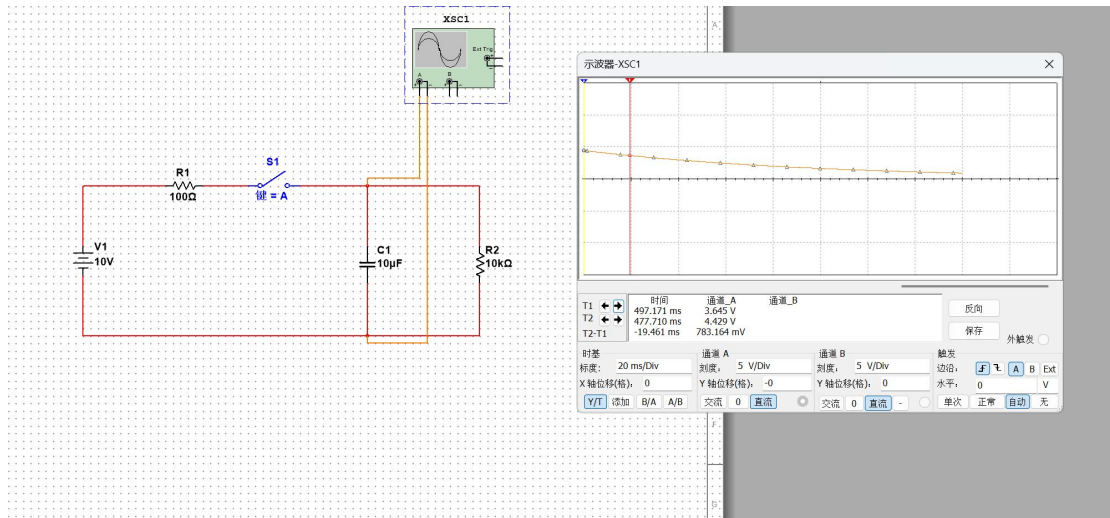 XSC1
A
Ext Trig
+
-
A
B
+ - + -
S1
键 = A
R1
100Ω
V1
10V
C1
10µF
R2
10kΩ
F
G
示波器-XSC1
时间 通道_A 通道_B
T1 497.171 ms 3.645 V
T2 477.710 ms 4.429 V
T2-T1 -19.461 ms 783.164 mV
反向
保存
外触发
时基 通道 A 通道 B 触发
标度: 20 ms/Div 刻度: 5 V/Div 刻度: 5 V/Div 边沿: A B Ext
X 轴位移(格): 0 Y 轴位移(格): -0 Y 轴位移(格): 0 水平: 0 V
Y/T 添加 B/A A/B 交流 0 直流 交流 0 直流 - 单次 正常 自动 无